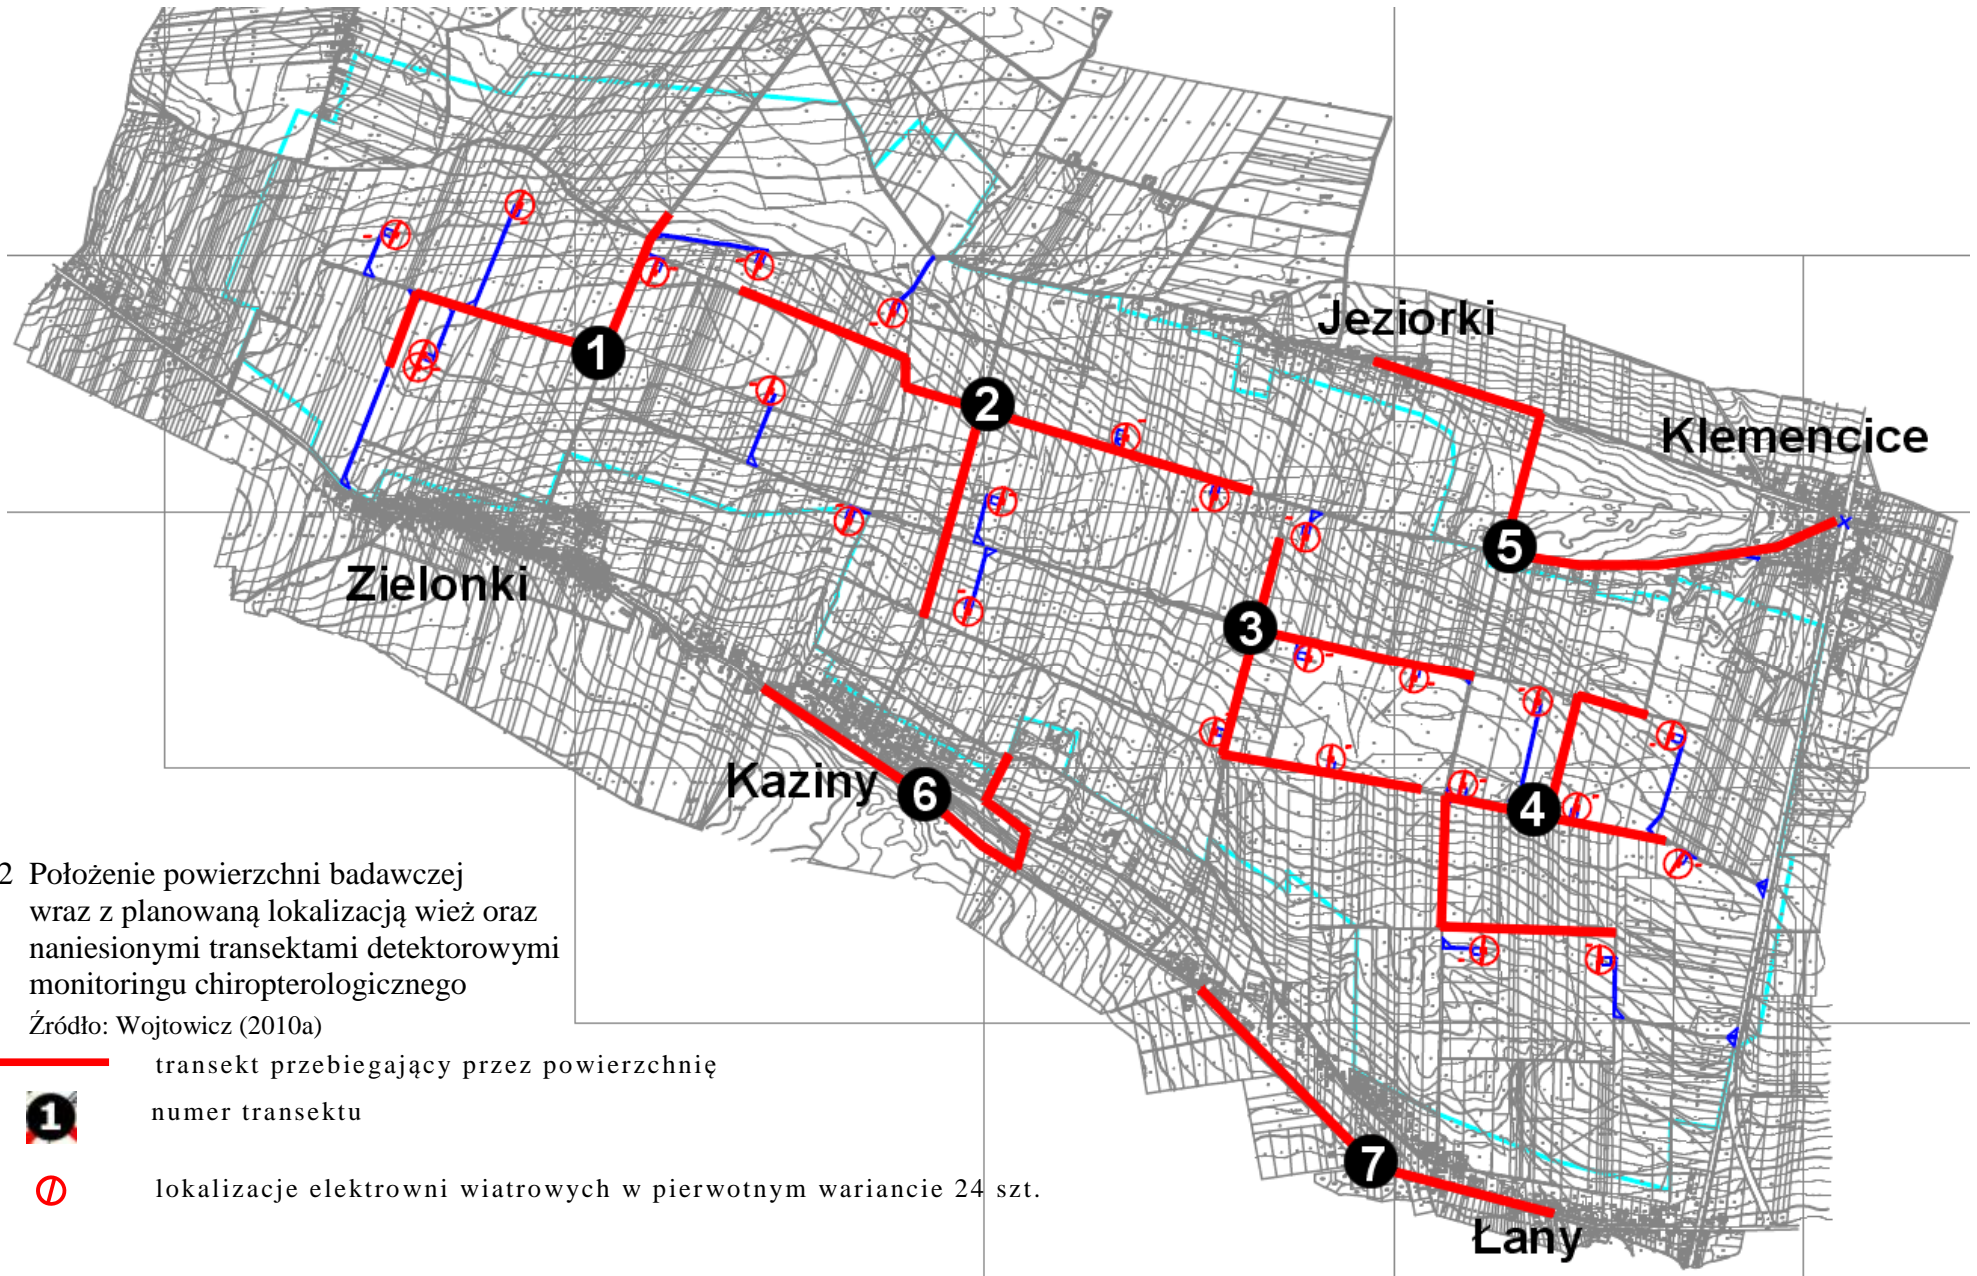 Jeziorki
Klemencice
1
2
5
Zielonki
3
Kaziny
6
4
2 Położenie powierzchni badawczej
wraz z planowaną lokalizacją wież oraz
naniesionymi transektami detektorowymi
monitoringu chiropterologicznego
Źródło: Wojtowicz (2010a)
transekt przebiegający przez powierzchnię
1 numer transektu
lokalizacje elektrowni wiatrowych w pierwotnym wariancie 24 szt.
7
Łany